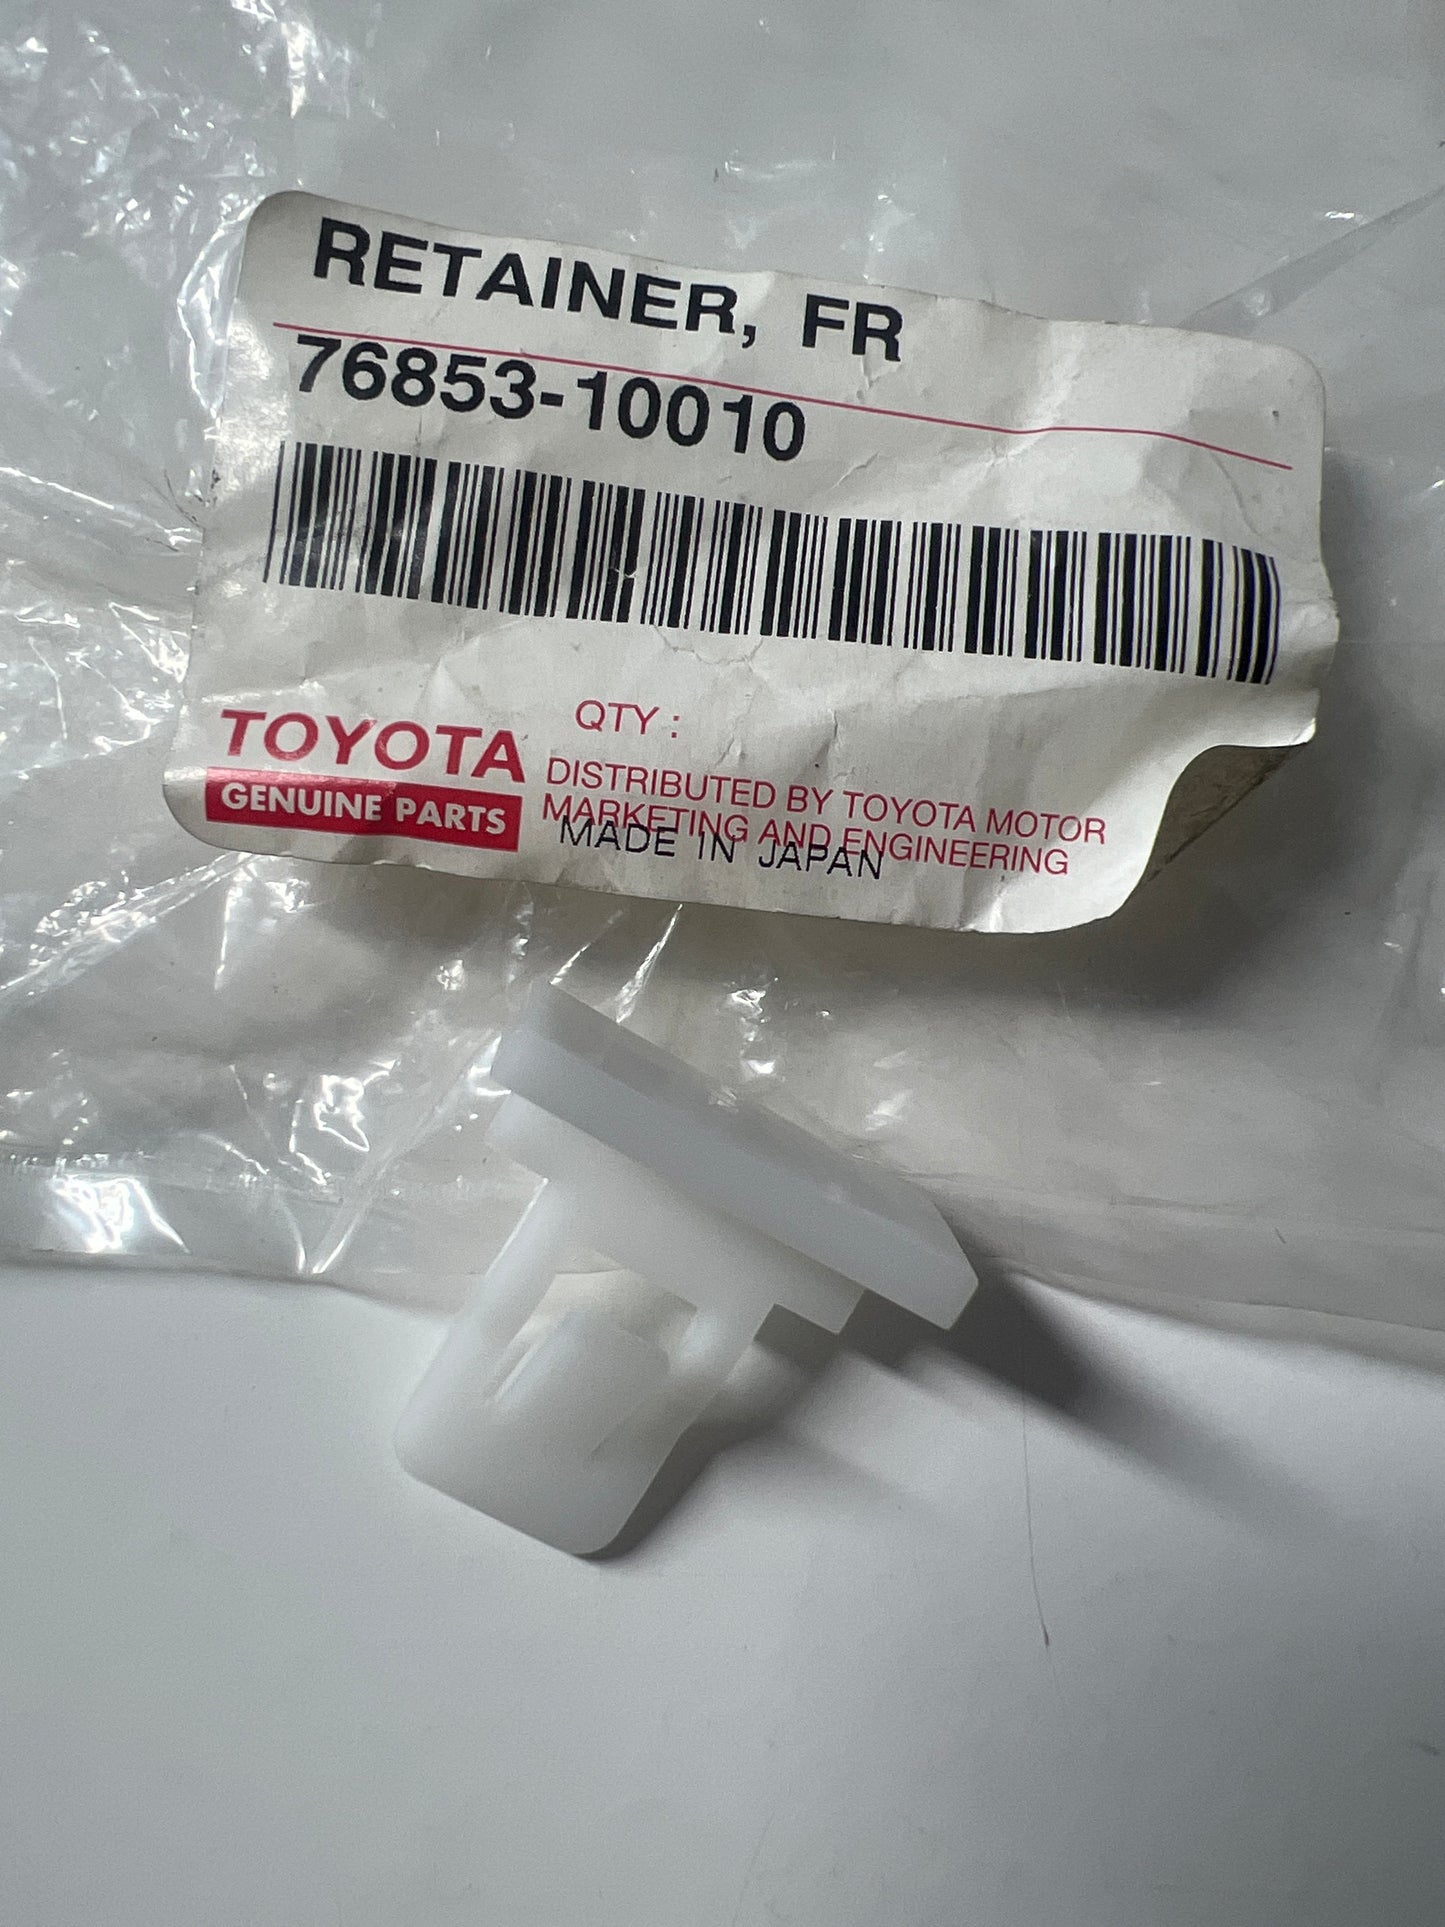 RETAINER, FR
76853-10010
QTY :
TOYOTA
GENUINE PARTS
DISTRIBUTED BY TOYOTA MOTOR
MARKETING AND ENGINEERING
MADE IN JAPAN